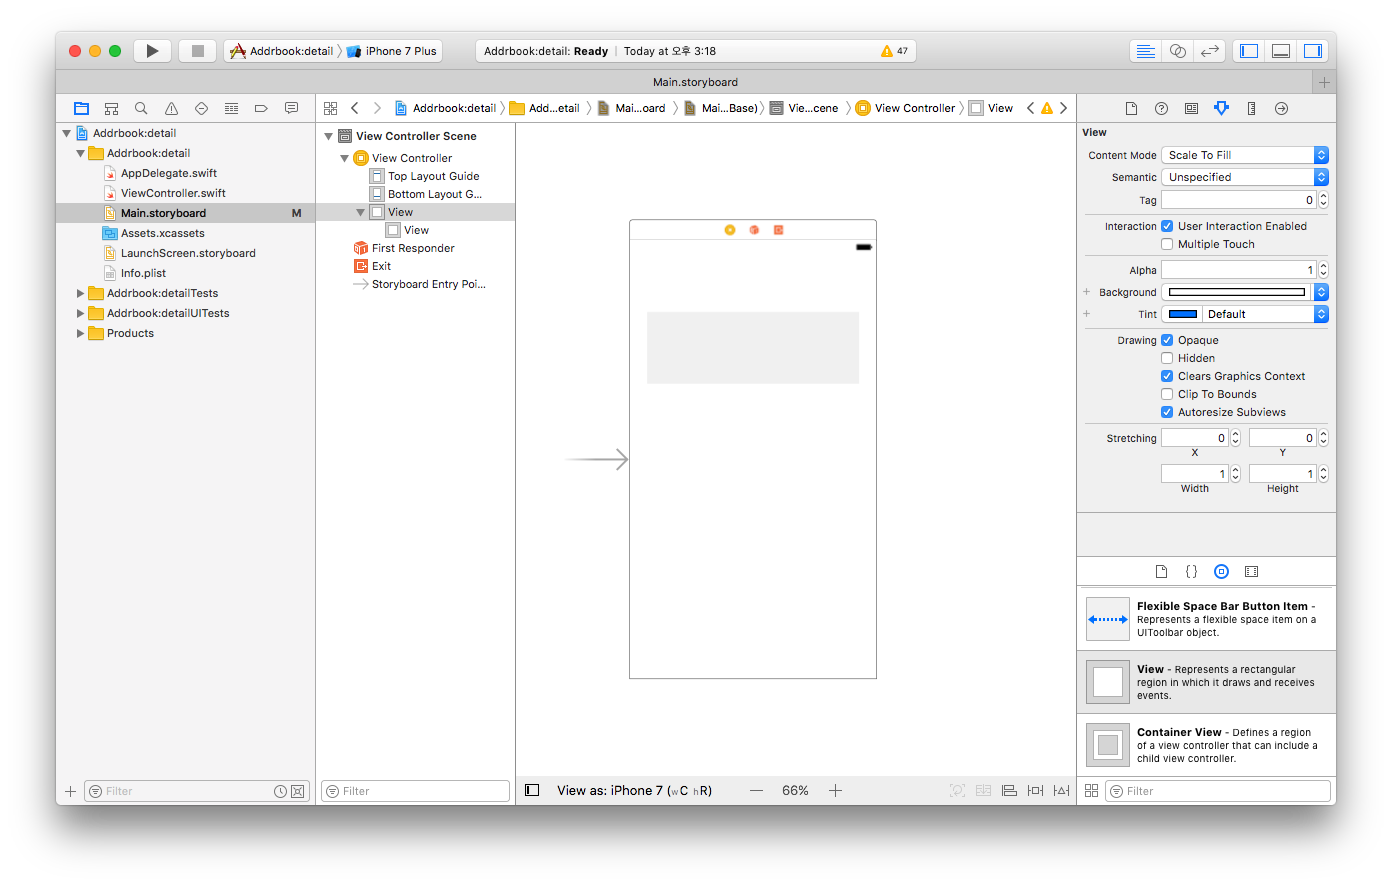 Addrbook:detail
iPhone 7 Plus
Addrbook:detail: Ready | Today at 오후 3:18
47
Main.storyboard
Addrbook:detail
Add...etail
Mai...oard
Mai...Base)
Vie...cene
View Controller
View
Addrbook:detail
Addrbook:detail
AppDelegate.swift
ViewController.swift
Main.storyboard
M
Assets.xcassets
LaunchScreen.storyboard
Info.plist
Addrbook:detailTests
Addrbook:detailUITests
Products
Filter
View Controller Scene
View Controller
Top Layout Guide
Bottom Layout G...
View
View
First Responder
Exit
Storyboard Entry Poi...
Filter
View as: iPhone 7 (wC hR)
66%
View
Content Mode
Scale To Fill
Semantic
Unspecified
Tag
0
Interaction
User Interaction Enabled
Multiple Touch
Alpha
1
Background
Tint
Default
Drawing
Opaque
Hidden
Clears Graphics Context
Clip To Bounds
Autoresize Subviews
Stretching
0
0
X
Y
1
1
Width
Height
{ }
Flexible Space Bar Button Item -
Represents a flexible space item on a
UIToolbar object.
View - Represents a rectangular
region in which it draws and receives
events.
Container View - Defines a region
of a view controller that can include a
child view controller.
Filter